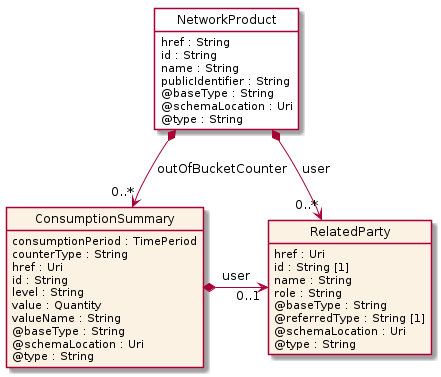 NetworkProduct
href : String
id : String
name : String
publicIdentifier : String
@baseType : String
@schemaLocation : Uri
@type : String
outOfBucketCounter
user
0..*
0..*
ConsumptionSummary
consumptionPeriod : TimePeriod
counterType : String
href : Uri
id : String
level : String
value : Quantity
valueName : String
@baseType : String
@schemaLocation : Uri
@type : String
user
0..1
RelatedParty
href : Uri
id : String [1]
name : String
role : String
@baseType : String
@referredType : String [1]
@schemaLocation : Uri
@type : String